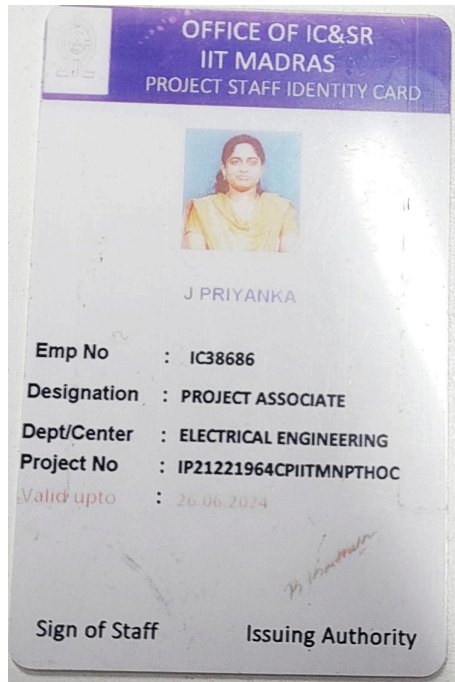 OFFICE OF IC&SR
IIT MADRAS
PROJECT STAFF IDENTITY CARD
J PRIYANKA
Emp No : IC38686
Designation : PROJECT ASSOCIATE
Dept/Center : ELECTRICAL ENGINEERING
Project No : IP21221964CPIITMNPTHOC
Valid upto : 26.06.2024
Sign of Staff Issuing Authority